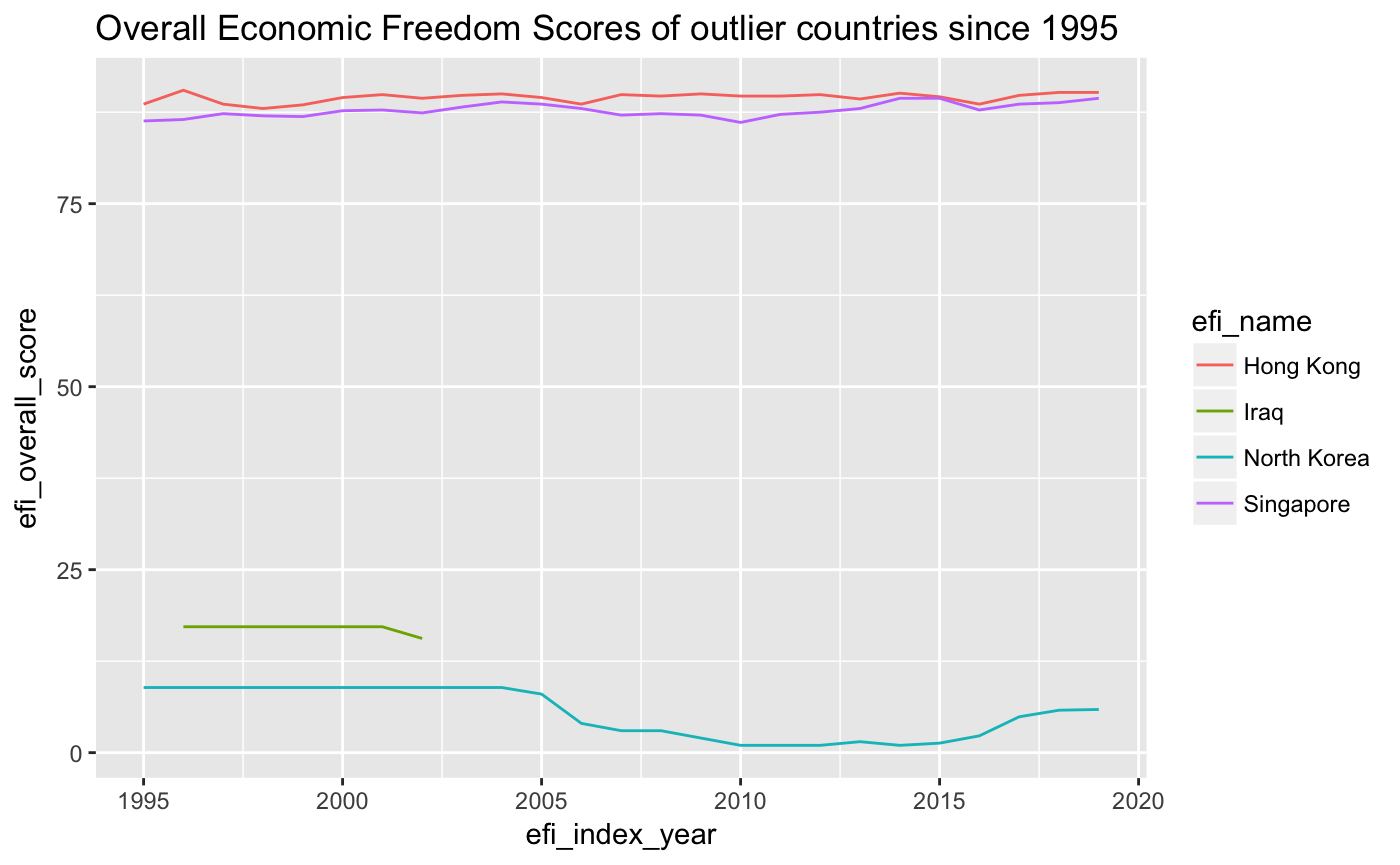 Overall Economic Freedom Scores of outlier countries since 1995
efi_overall_score
75
50
25
0
1995 2000 2005 2010 2015 2020
efi_index_year
efi_name
Hong Kong
Iraq
North Korea
Singapore